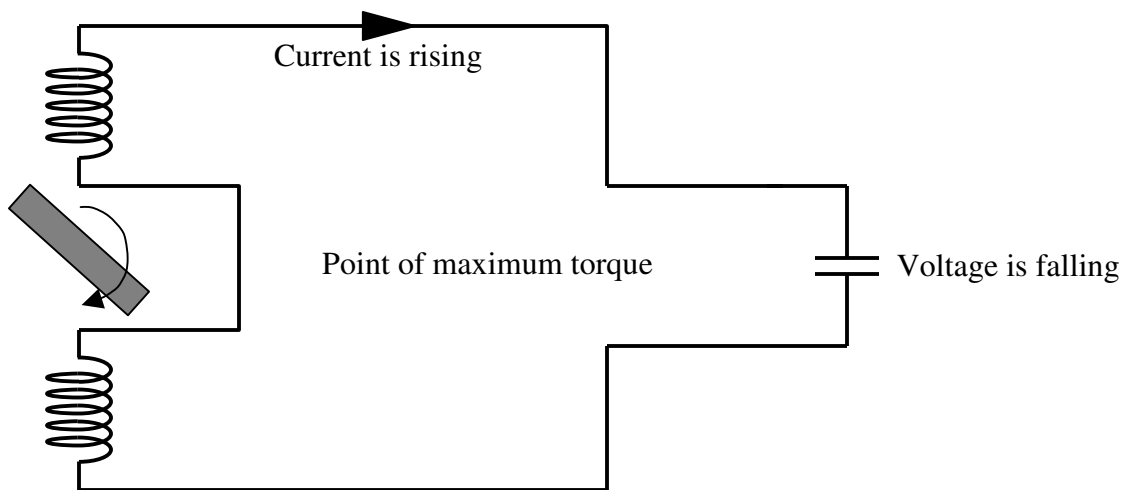 Current is rising
Point of maximum torque
Voltage is falling